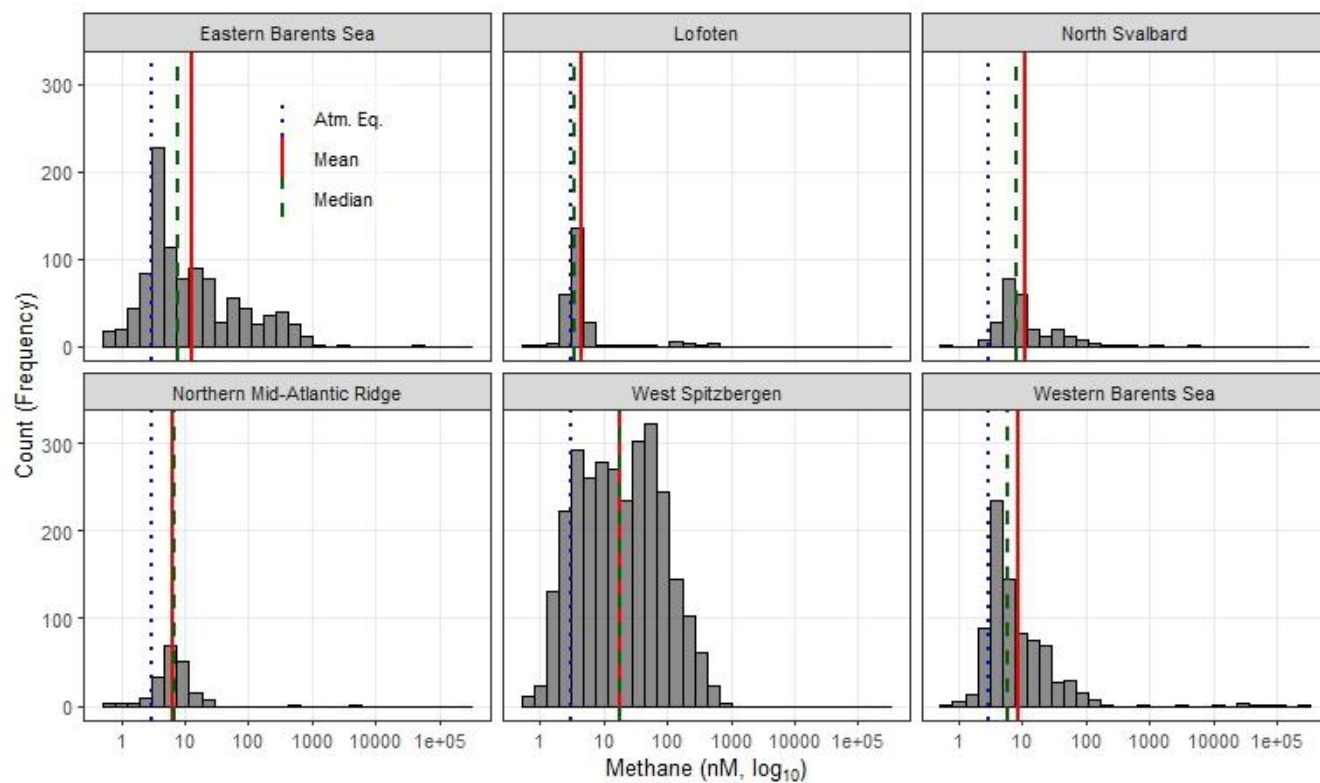 Eastern Barents Sea
Lofoten
North Svalbard
300
200
100
0
Atm. Eq.
Mean
Median
Northern Mid-Atlantic Ridge
West Spitzbergen
Western Barents Sea
300
200
100
0
1 10 100 1000 10000 1e+05
1 10 100 1000 10000 1e+05
1 10 100 1000 10000 1e+05
Count (Frequency)
Methane (nM, log₁₀)